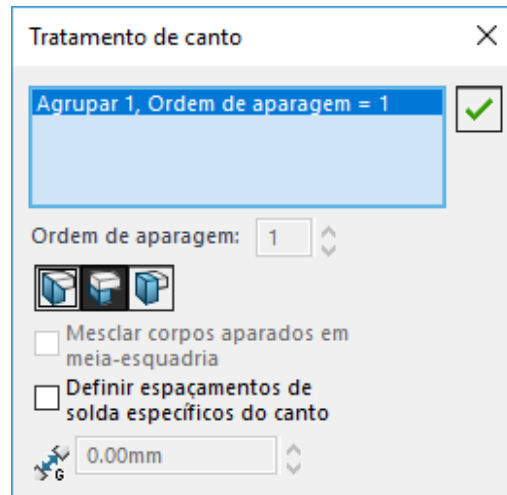 Tratamento de canto
Agrupar 1, Ordem de aparagem = 1
Ordem de aparagem: 1
Mesclar corpos aparados em
meia-esquadria
Definir espaçamentos de
solda específicos do canto
G 0.00mm